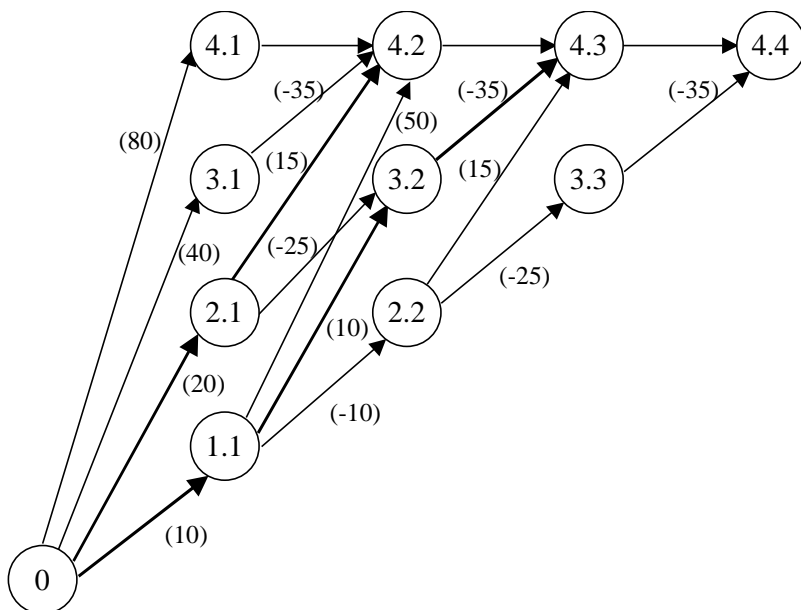 4.1 4.2 4.3 4.4
(-35) (-35) (-35)
(50)
(80) (15) (15)
3.1 3.2 3.3
(40) (-25) (-25)
2.1 2.2
(10)
(20) (-10)
1.1
(10)
0